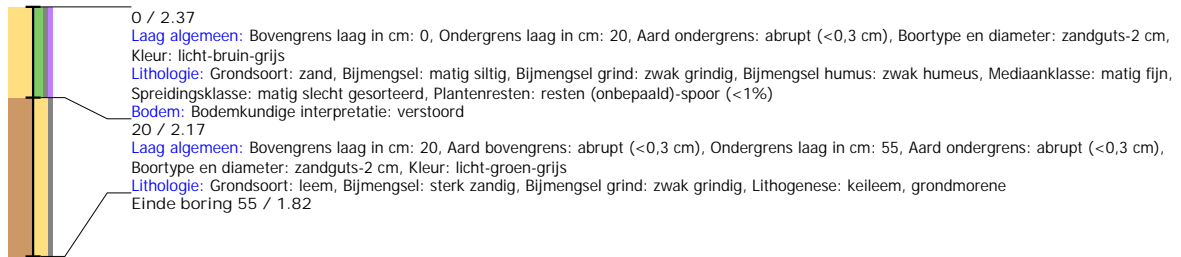 0 / 2.37
Laag algemeen: Bovengrens laag in cm: 0, Ondergrens laag in cm: 20, Aard ondergrens: abrupt (<0,3 cm), Boortype en diameter: zandguts-2 cm,
Kleur: licht-bruin-grijs
Lithologie: Grondsoort: zand, Bijmengsel: matig siltig, Bijmengsel grind: zwak grindig, Bijmengsel humus: zwak humeus, Mediaanklasse: matig fijn,
Spreidingsklasse: matig slecht gesorteerd, Plantenresten: resten (onbepaald)-spoor (<1%)
Bodem: Bodemkundige interpretatie: verstoord
20 / 2.17
Laag algemeen: Bovengrens laag in cm: 20, Aard bovengrens: abrupt (<0,3 cm), Ondergrens laag in cm: 55, Aard ondergrens: abrupt (<0,3 cm),
Boortype en diameter: zandguts-2 cm, Kleur: licht-groen-grijs
Lithologie: Grondsoort: leem, Bijmengsel: sterk zandig, Bijmengsel grind: zwak grindig, Lithogenese: keileem, grondmorene
Einde boring 55 / 1.82